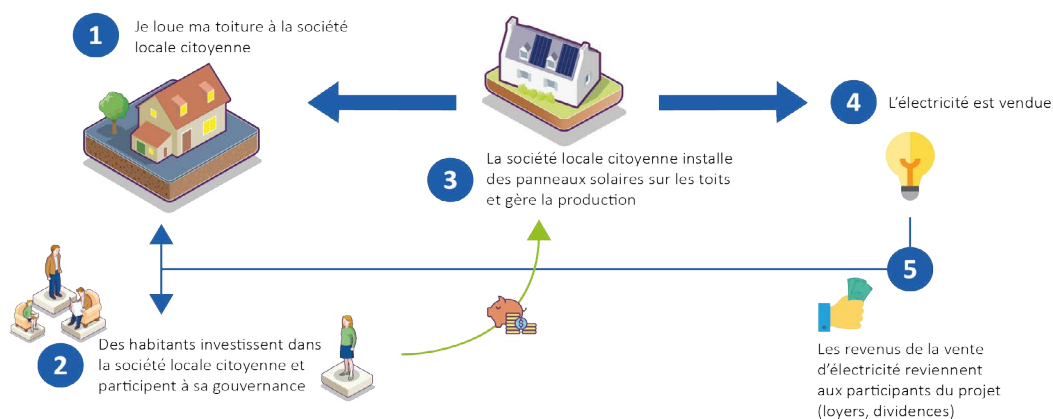 1
Je loue ma toiture à la société
locale citoyenne
2
Des habitants investissent dans
la société locale citoyenne et
participent à sa gouvernance
3
La société locale citoyenne installe
des panneaux solaires sur les toits
et gère la production
4
L'électricité est vendue
5
Les revenus de la vente
d'électricité reviennent
aux participants du projet
(loyers, dividences)
$